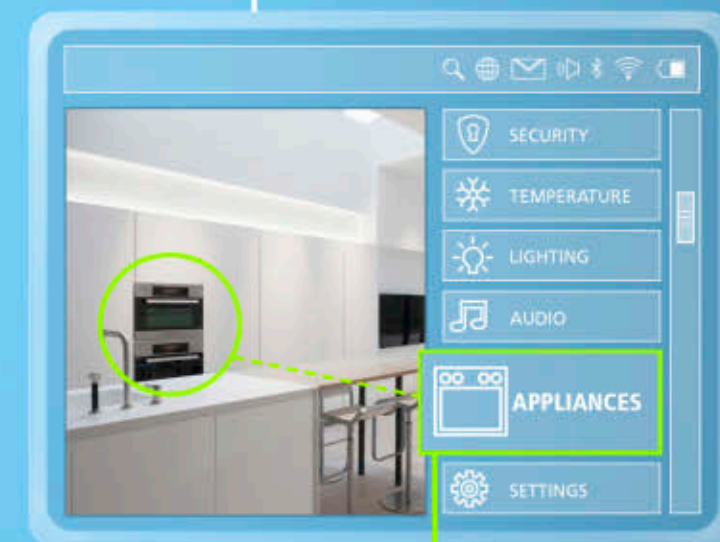 SECURITY
TEMPERATURE
LIGHTING
AUDIO
APPLIANCES
SETTINGS